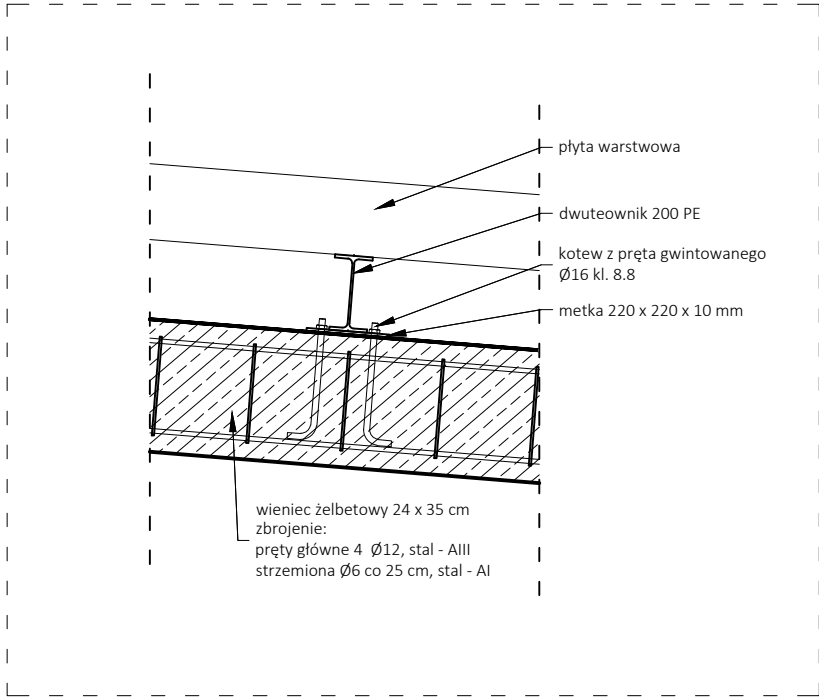 płyta warstwowa
dwuteownik 200 PE
kotew z pręta gwintowanego
Ø16 kl. 8.8
metka 220 x 220 x 10 mm
wieniec żelbetowy 24 x 35 cm
zbrojenie:
pręty główne 4 Ø12, stal - AIII
strzemiona Ø6 co 25 cm, stal - AI